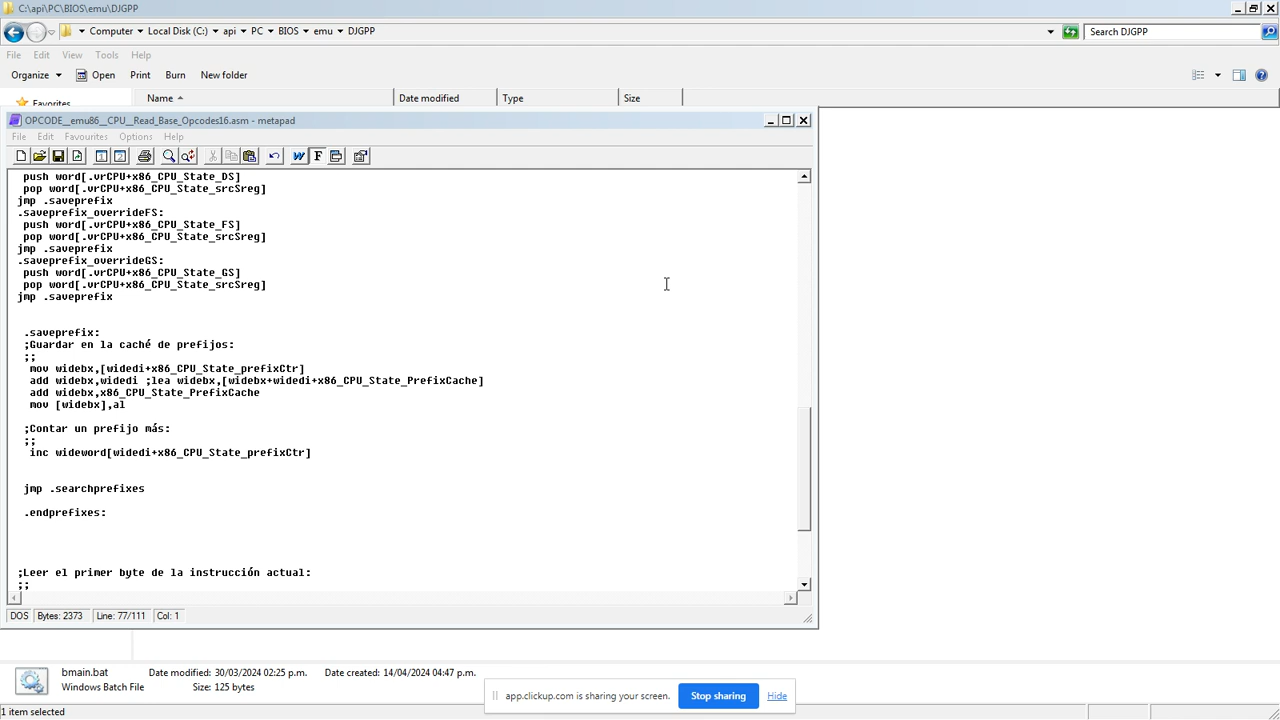 C:\api\PC\BIOS\emu\DJGPP
Computer Local Disk (C:) api PC BIOS emu DJGPP
Search DJGPP
File Edit View Tools Help
Organize Open Print Burn New folder
Favorites
Name Date modified Type Size
OPCODE__emu86__CPU__Read_Base_Opcodes16.asm - metapad
File Edit Favourites Options Help
push word[.vrCPU+x86_CPU_State_DS]
pop word[.vrCPU+x86_CPU_State_srcSreg]
jmp .saveprefix
.saveprefix_overrideFS:
push word[.vrCPU+x86_CPU_State_FS]
pop word[.vrCPU+x86_CPU_State_srcSreg]
jmp .saveprefix
.saveprefix_overrideGS:
push word[.vrCPU+x86_CPU_State_GS]
pop word[.vrCPU+x86_CPU_State_srcSreg]
jmp .saveprefix
.saveprefix:
;Guardar en la caché de prefijos:
;;
mov widebx,[widedi+x86_CPU_State_prefixCtr]
add widebx,widedi ;lea widebx,[widebx+widedi+x86_CPU_State_PrefixCache]
add widebx,x86_CPU_State_PrefixCache
mov [widebx],al
;Contar un prefijo más:
;;
inc wideword[widedi+x86_CPU_State_prefixCtr]
jmp .searchprefixes
.endprefixes:
;Leer el primer byte de la instrucción actual:
;;
DOS Bytes: 2373 Line: 77/111 Col: 1
bmain.bat Date modified: 30/03/2024 02:25 p.m. Date created: 14/04/2024 04:47 p.m.
Windows Batch File Size: 125 bytes
app.clickup.com is sharing your screen. Stop sharing Hide
1 item selected